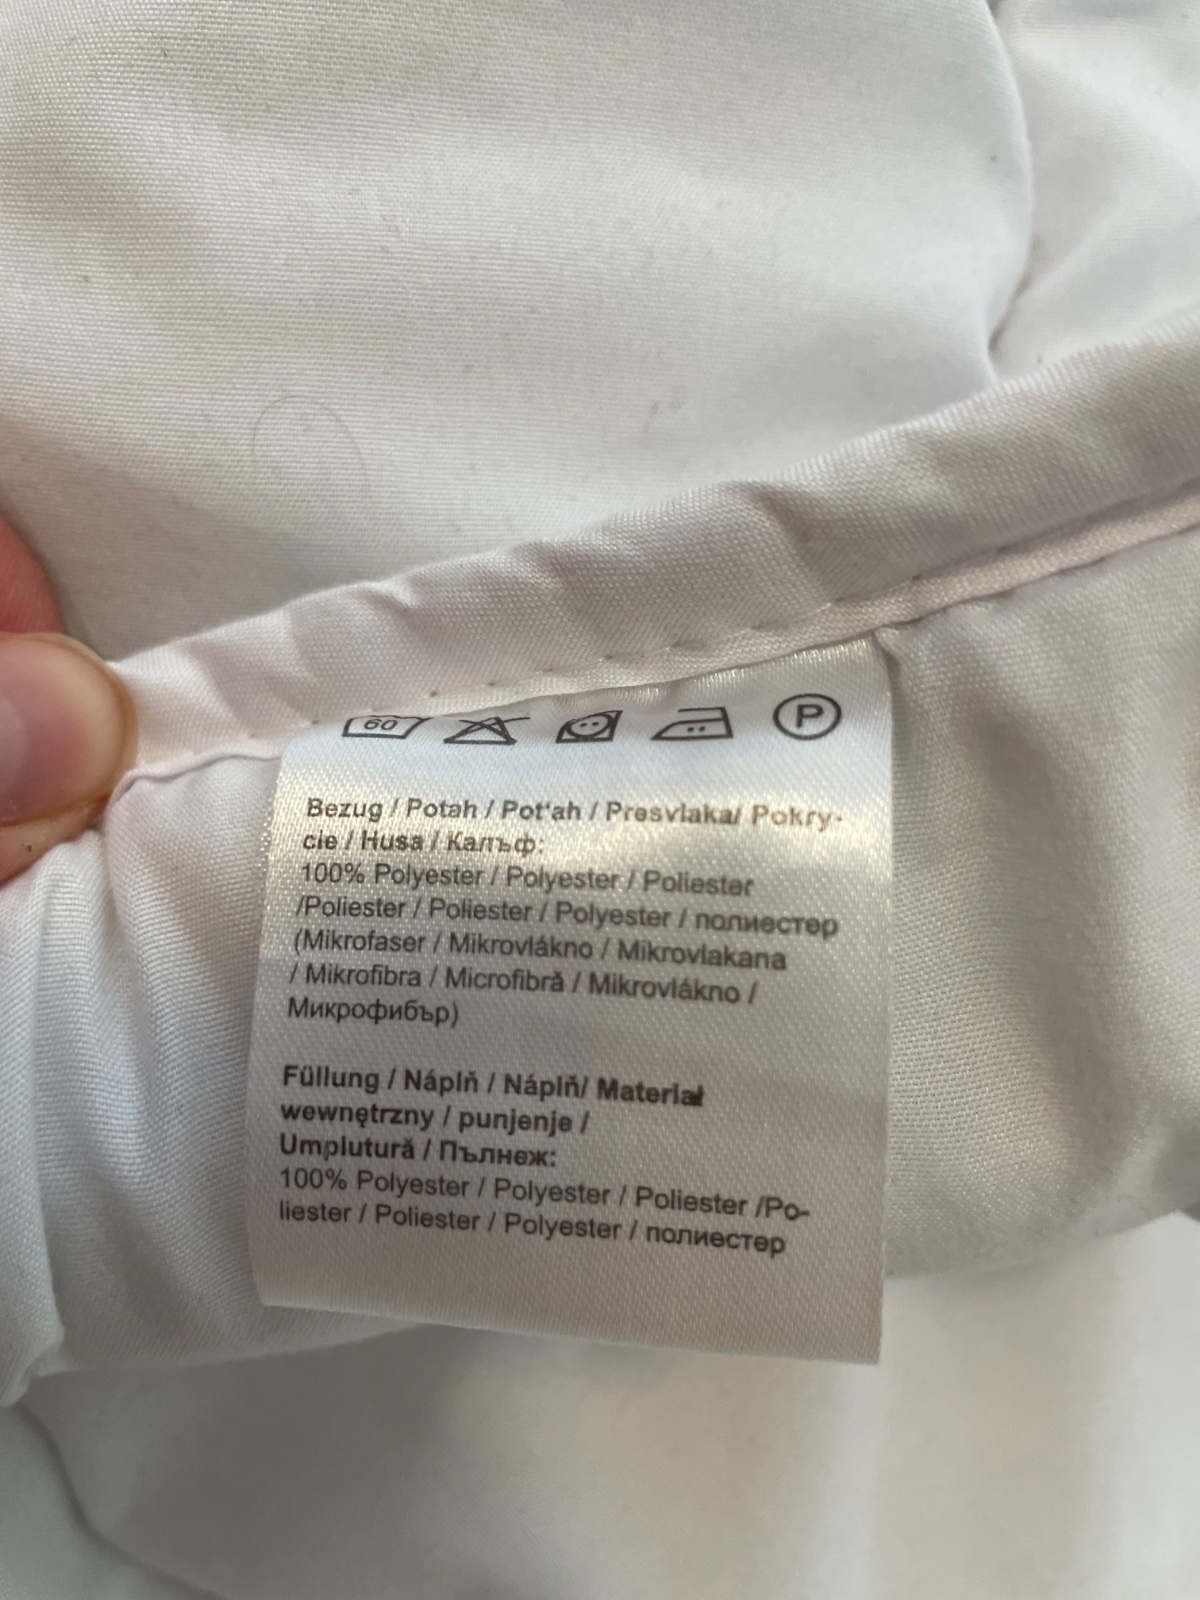 60 P
Bezug / Potah / Pot'ah / Presvlaka/ Pokry-
cie / Husa / Калъф:
100% Polyester / Polyester / Poliester
/Poliester / Poliester / Polyester / полиестер
(Mikrofaser / Mikrovlákno / Mikrovlakana
/ Mikrofibra / Microfibră / Mikrovlákno /
Микрофибър)
Füllung / Náplň / Náplň/ Materiał
wewnętrzny / punjenje /
Umplutură / Пълнеж:
100% Polyester / Polyester / Poliester /Po-
liester / Poliester / Polyester / полиестер